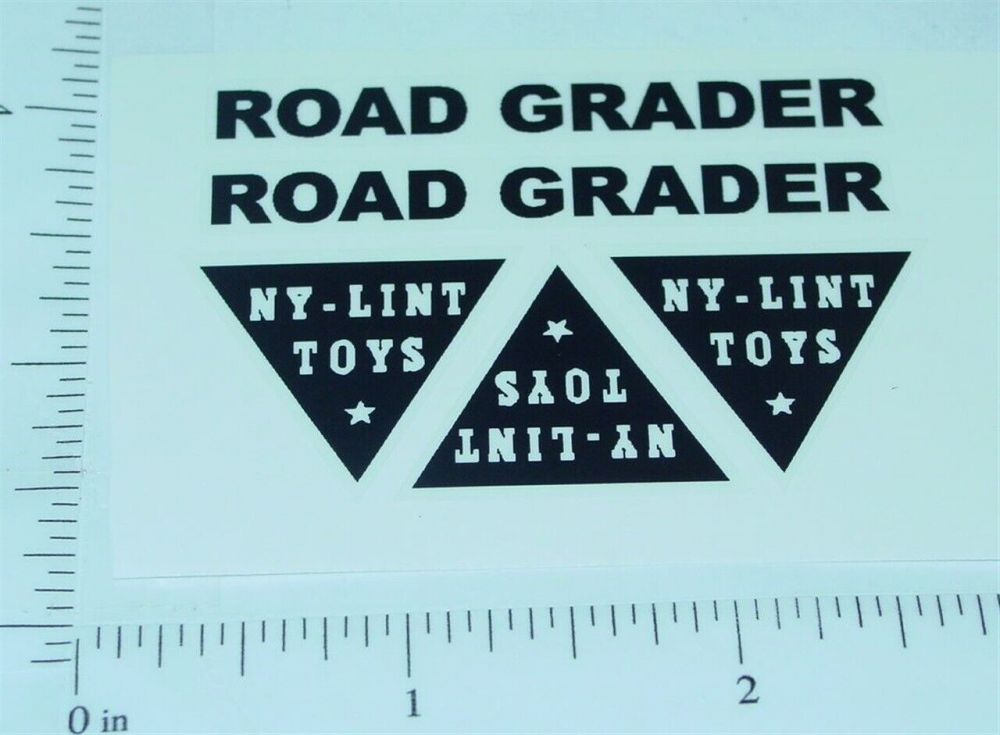 ROAD GRADER
ROAD GRADER
NY-LINT
TOYS
NY-LINT
TOYS
NY-LINT
TOYS
0 in
1
2